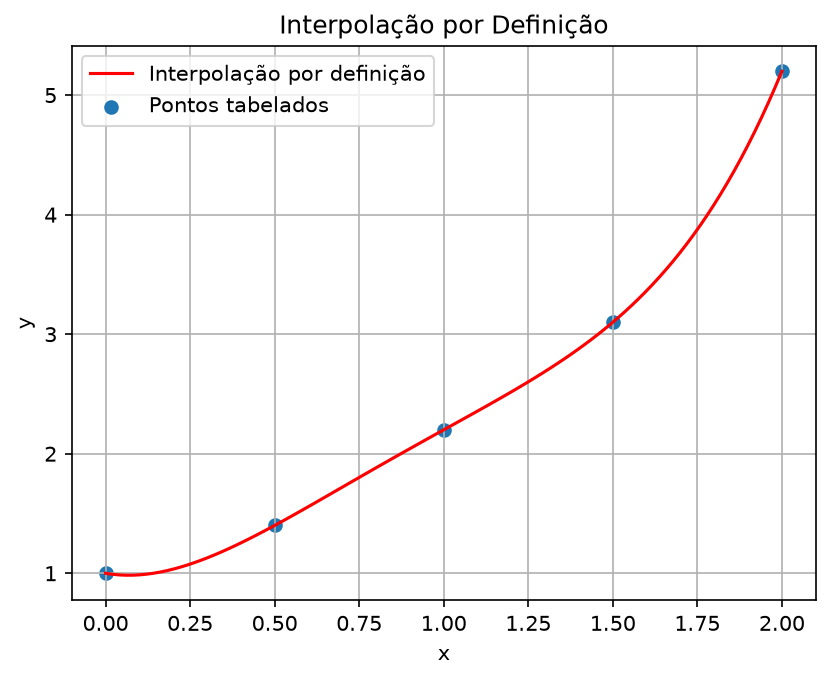 Interpolação por Definição
Interpolação por definição
Pontos tabelados
5
4
3
2
1
y
0.00 0.25 0.50 0.75 1.00 1.25 1.50 1.75 2.00
x